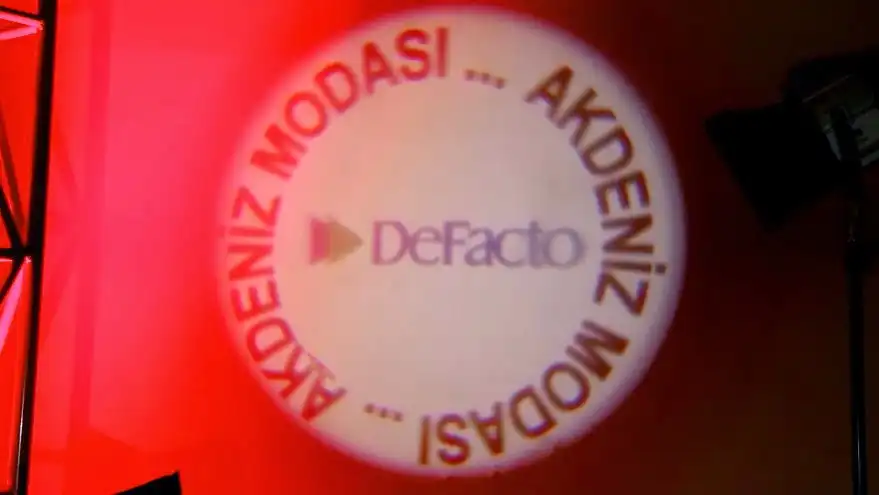 AKDENİZ MODASI ... AKDENİZ MODASI ...
DeFacto